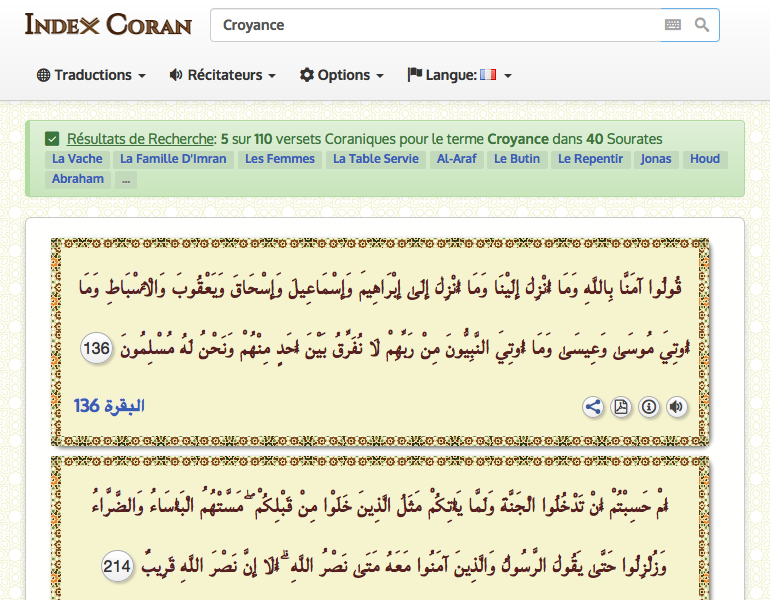 INDEX CORAN
Croyance
Traductions
Récitateurs
Options
Langue:
Résultats de Recherche: 5 sur 110 versets Coraniques pour le terme Croyance dans 40 Sourates
La Vache La Famille D'Imran Les Femmes La Table Servie Al-Araf Le Butin Le Repentir Jonas Houd
Abraham ...
قُولُوا آمَنَّا بِاللَّهِ وَمَا أُنْزِلَ إِلَيْنَا وَمَا أُنْزِلَ إِلَىٰ إِبْرَاهِيمَ وَإِسْمَاعِيلَ وَإِسْحَاقَ وَيَعْقُوبَ وَالْأَسْبَاطِ وَمَا
أُوتِيَ مُوسَىٰ وَعِيسَىٰ وَمَا أُوتِيَ النَّبِيُّونَ مِنْ رَبِّهِمْ لَا نُفَرِّقُ بَيْنَ أَحَدٍ مِنْهُمْ وَنَحْنُ لَهُ مُسْلِمُونَ 136
البقرة 136
أَمْ حَسِبْتُمْ أَنْ تَدْخُلُوا الْجَنَّةَ وَلَمَّا يَأْتِكُمْ مَثَلُ الَّذِينَ خَلَوْا مِنْ قَبْلِكُمْ ۖ مَسَّتْهُمُ الْبَأْسَاءُ وَالضَّرَّاءُ
وَزُلْزِلُوا حَتَّىٰ يَقُولَ الرَّسُولُ وَالَّذِينَ آمَنُوا مَعَهُ مَتَىٰ نَصْرُ اللَّهِ ۗ أَلَا إِنَّ نَصْرَ اللَّهِ قَرِيبٌ 214